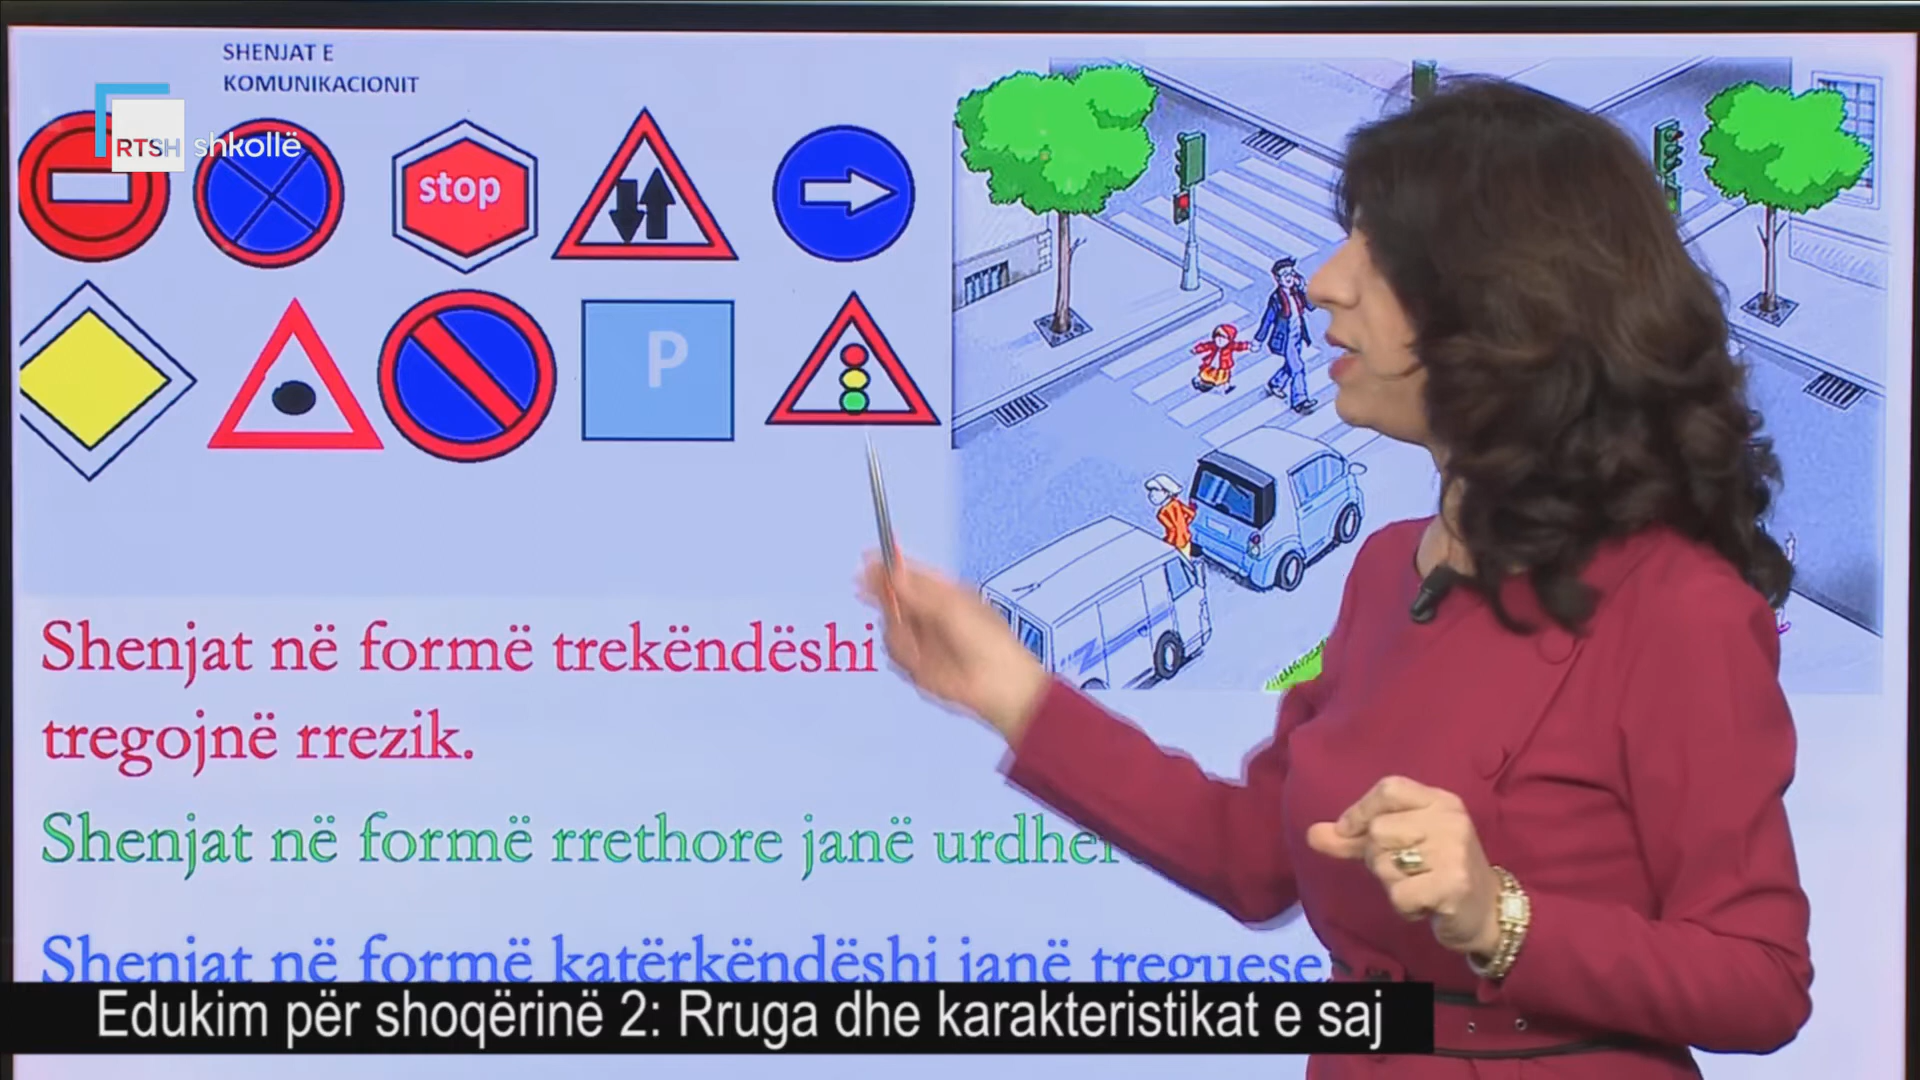 SHENJAT E
KOMUNIKACIONIT
RTSH shkollë
stop
P
Shenjat në formë trekëndëshi
tregojnë rrezik.
Shenjat në formë rrethore janë
Shenjat në formë katërkëndëshi janë treguese.
Edukim për shoqërinë 2: Rruga dhe karakteristikat e saj